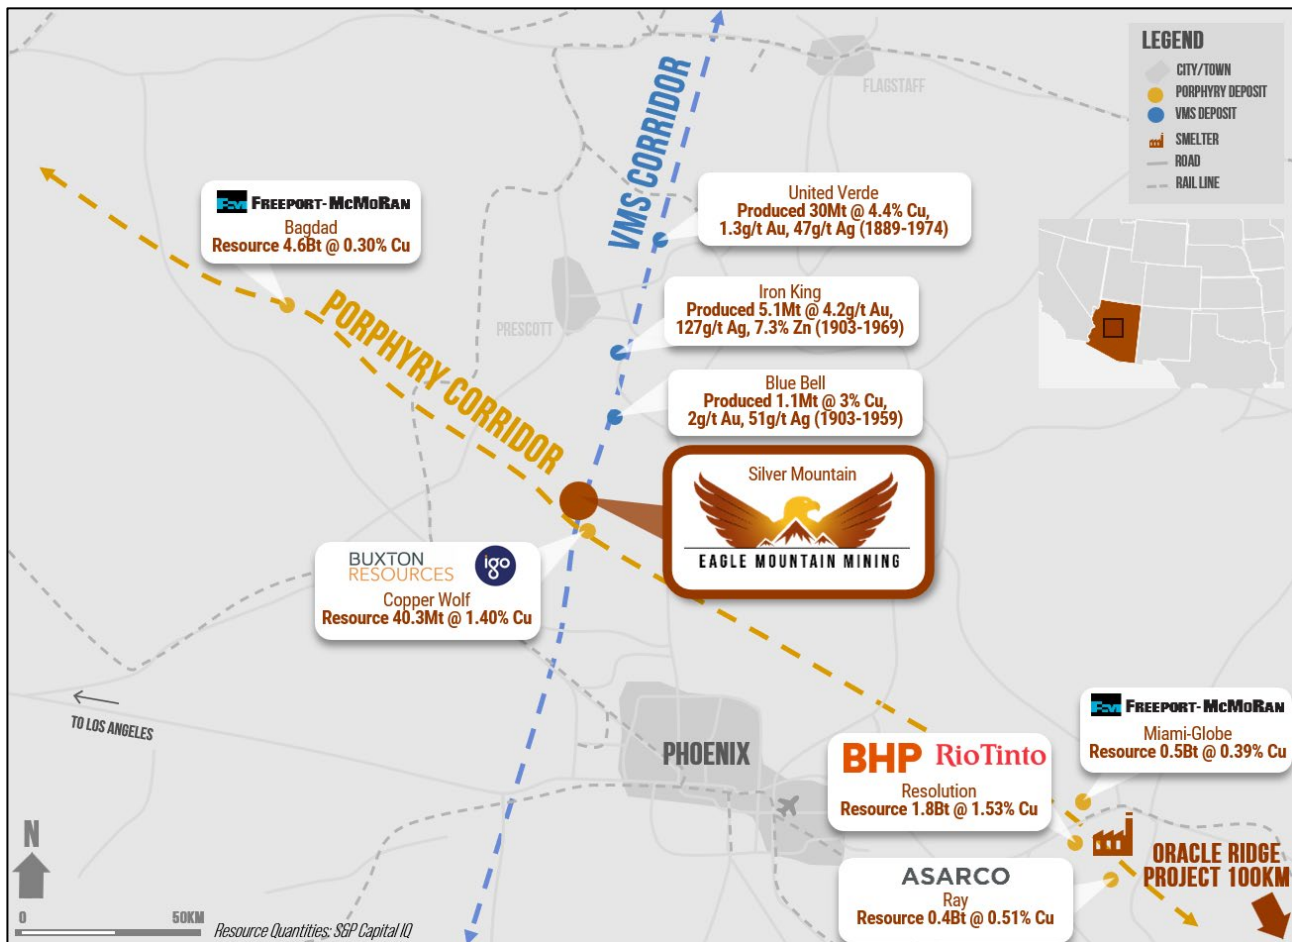 LEGEND
CITY/TOWN
PORPHYRY DEPOSIT
VMS DEPOSIT
SMELTER
ROAD
RAIL LINE
FLAGSTAFF
VMS CORRIDOR
United Verde
Produced 30Mt @ 4.4% Cu,
1.3g/t Au, 47g/t Ag (1889-1974)
FCX FREEPORT-MCMORAN
Bagdad
Resource 4.6Bt @ 0.30% Cu
Iron King
Produced 5.1Mt @ 4.2g/t Au,
127g/t Ag, 7.3% Zn (1903-1969)
PRESCOTT
PORPHYRY CORRIDOR
Blue Bell
Produced 1.1Mt @ 3% Cu,
2g/t Au, 51g/t Ag (1903-1959)
Silver Mountain
EAGLE MOUNTAIN MINING
BUXTON
RESOURCES
igo
Copper Wolf
Resource 40.3Mt @ 1.40% Cu
TO LOS ANGELES
PHOENIX
FREEPORT-MCMORAN
Miami-Globe
Resource 0.5Bt @ 0.39% Cu
BHP RioTinto
Resolution
Resource 1.8Bt @ 1.53% Cu
ORACLE RIDGE
PROJECT 100KM
ASARCO
Ray
Resource 0.4Bt @ 0.51% Cu
N
0 50KM
Resource Quantities: S&P Capital IQ